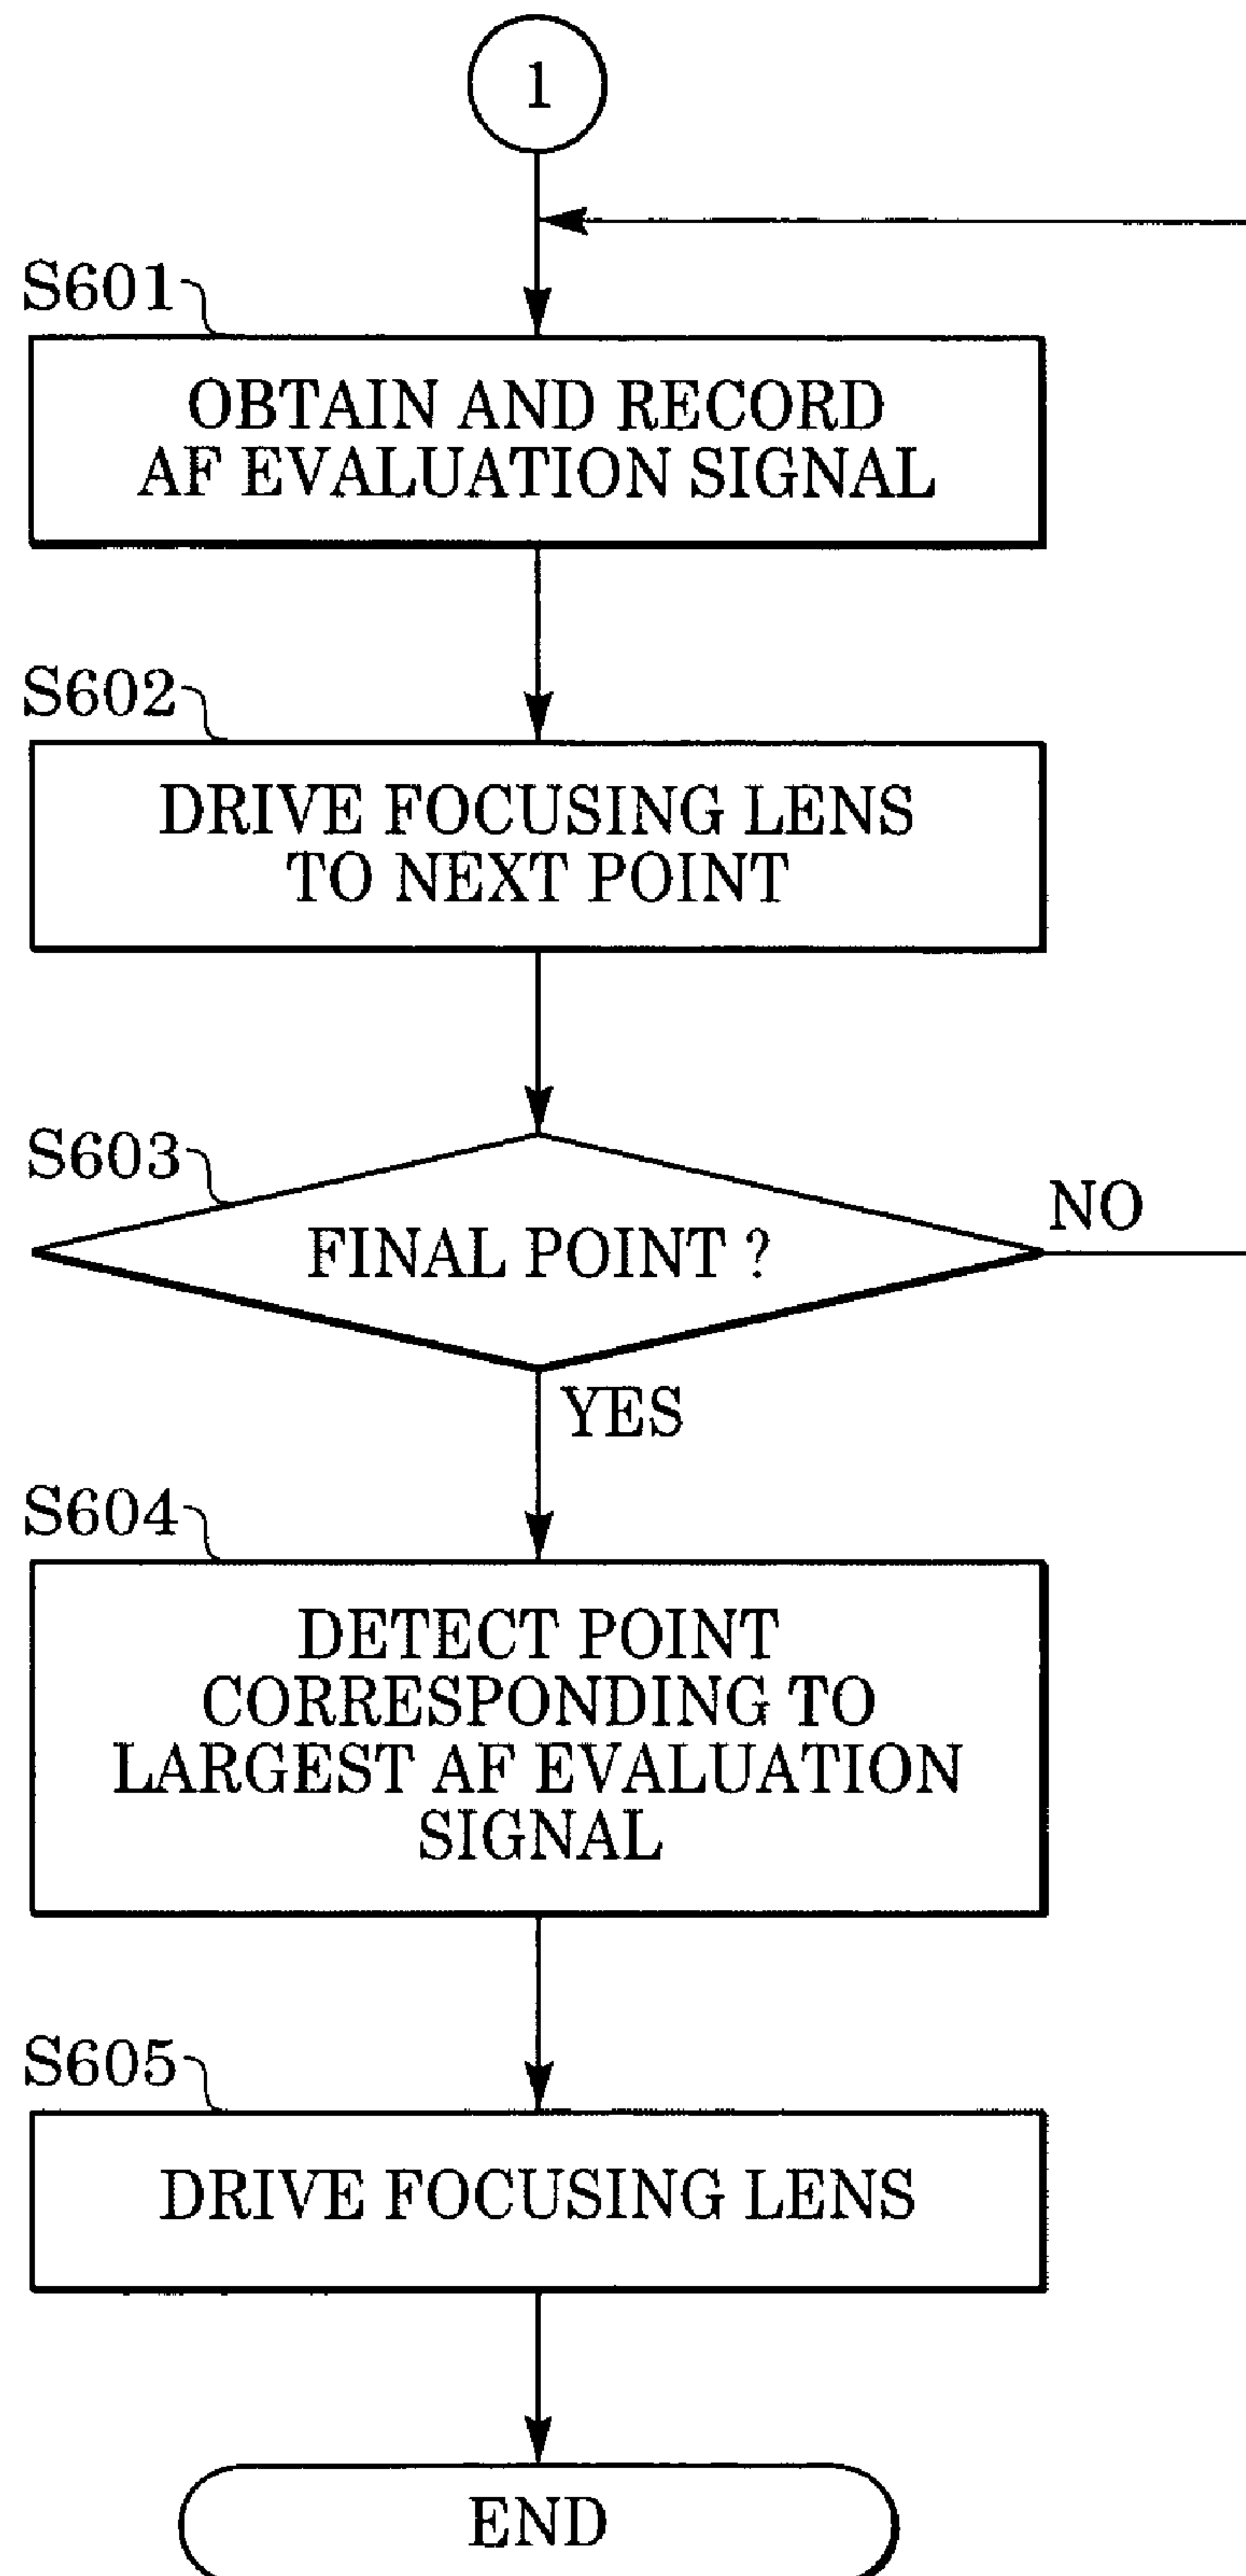 1
S601
OBTAIN AND RECORD
AF EVALUATION SIGNAL
S602
DRIVE FOCUSING LENS
TO NEXT POINT
S603
FINAL POINT ?
NO
YES
S604
DETECT POINT
CORRESPONDING TO
LARGEST AF EVALUATION
SIGNAL
S605
DRIVE FOCUSING LENS
END